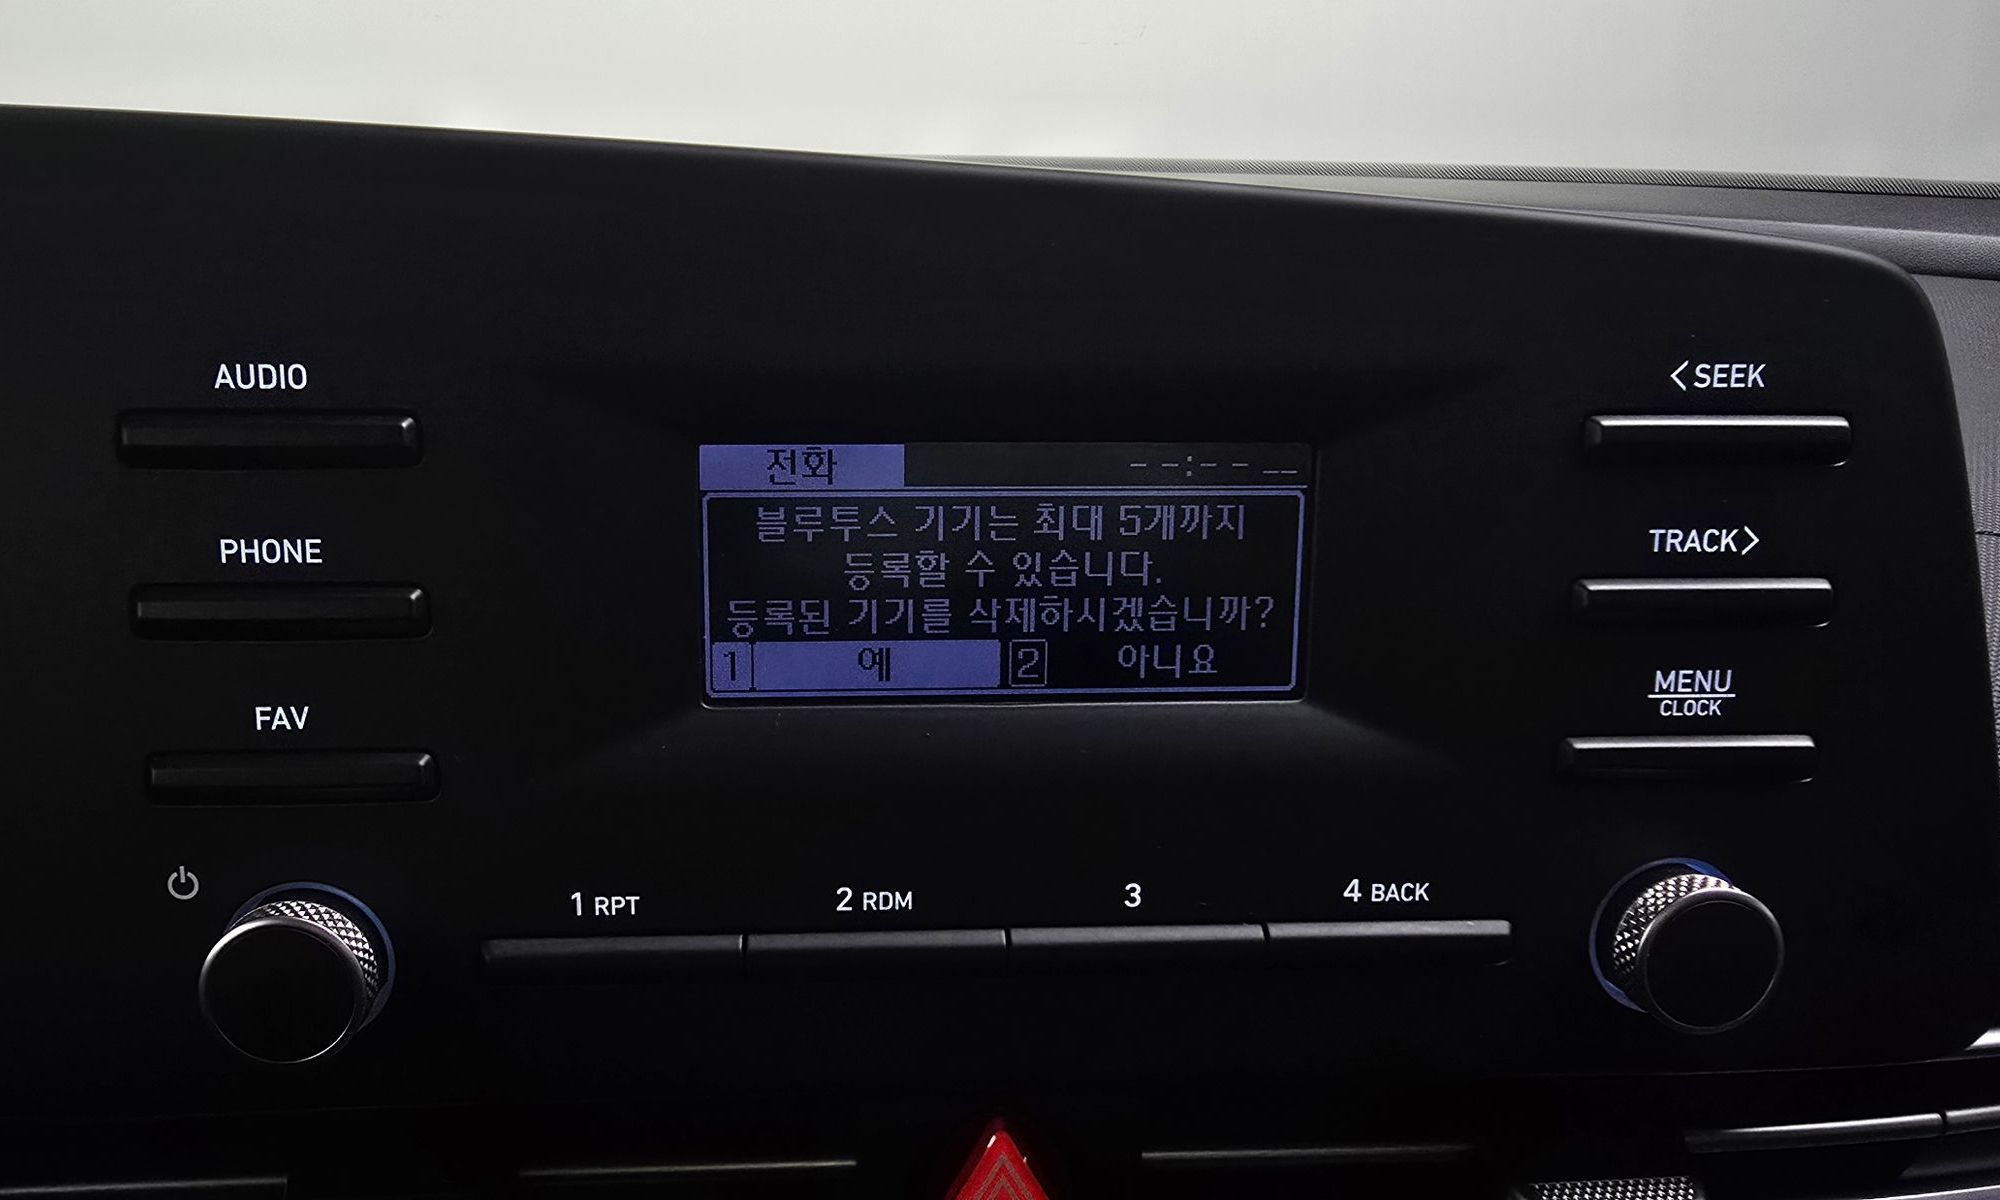 AUDIO
<SEEK
전화 --:-- --
블루투스 기기는 최대 5개까지
등록할 수 있습니다.
등록된 기기를 삭제하시겠습니까?
1 예 2 아니요
PHONE
TRACK>
FAV
MENU
CLOCK
1 RPT 2 RDM 3 4 BACK